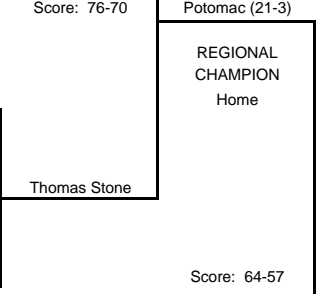 Score: 76-70
Potomac (21-3)
REGIONAL
CHAMPION
Home
Thomas Stone
Score: 64-57